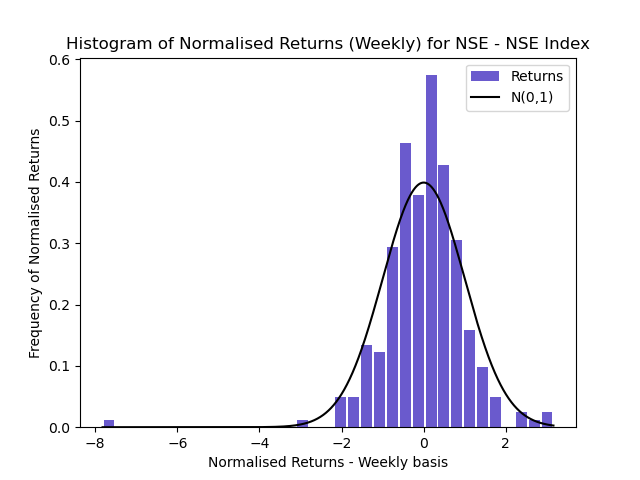 Histogram of Normalised Returns (Weekly) for NSE - NSE Index
Returns
N(0,1)
Frequency of Normalised Returns
0.6
0.5
0.4
0.3
0.2
0.1
0.0
−8 −6 −4 −2 0 2
Normalised Returns - Weekly basis